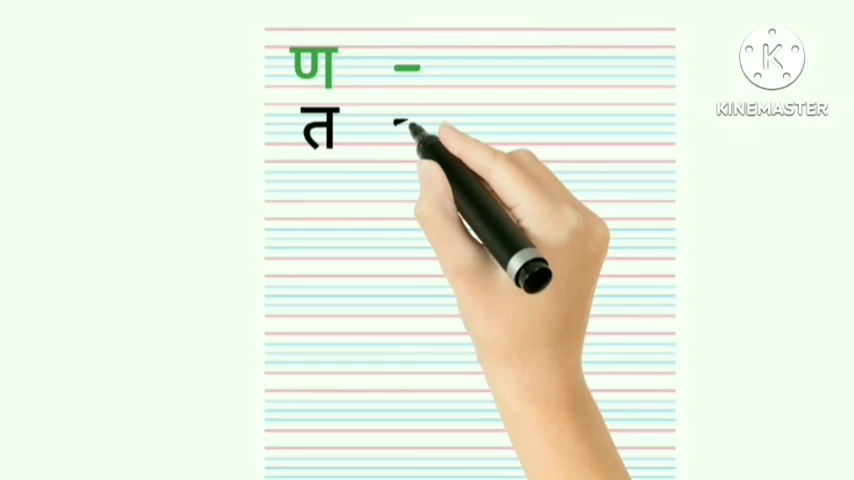 ण -
त -
KINEMASTER